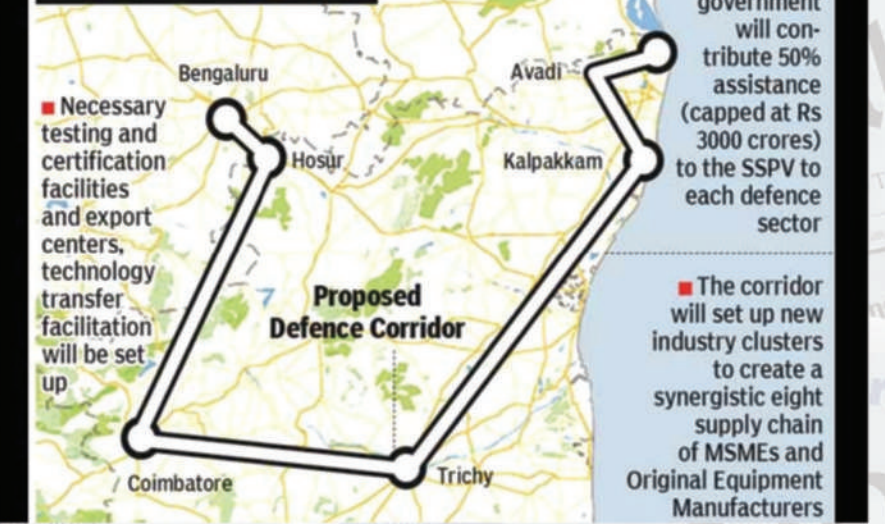 government
will con-
tribute 50%
assistance
(capped at Rs
3000 crores)
to the SSPV to
each defence
sector
Bengaluru
Avadi
■ Necessary
testing and
certification
facilities
and export
centers,
technology
transfer
facilitation
will be set
up
Hosur
Kalpakkam
Proposed
Defence Corridor
■ The corridor
will set up new
industry clusters
to create a
synergistic eight
supply chain
of MSMEs and
Original Equipment
Manufacturers
Coimbatore
Trichy